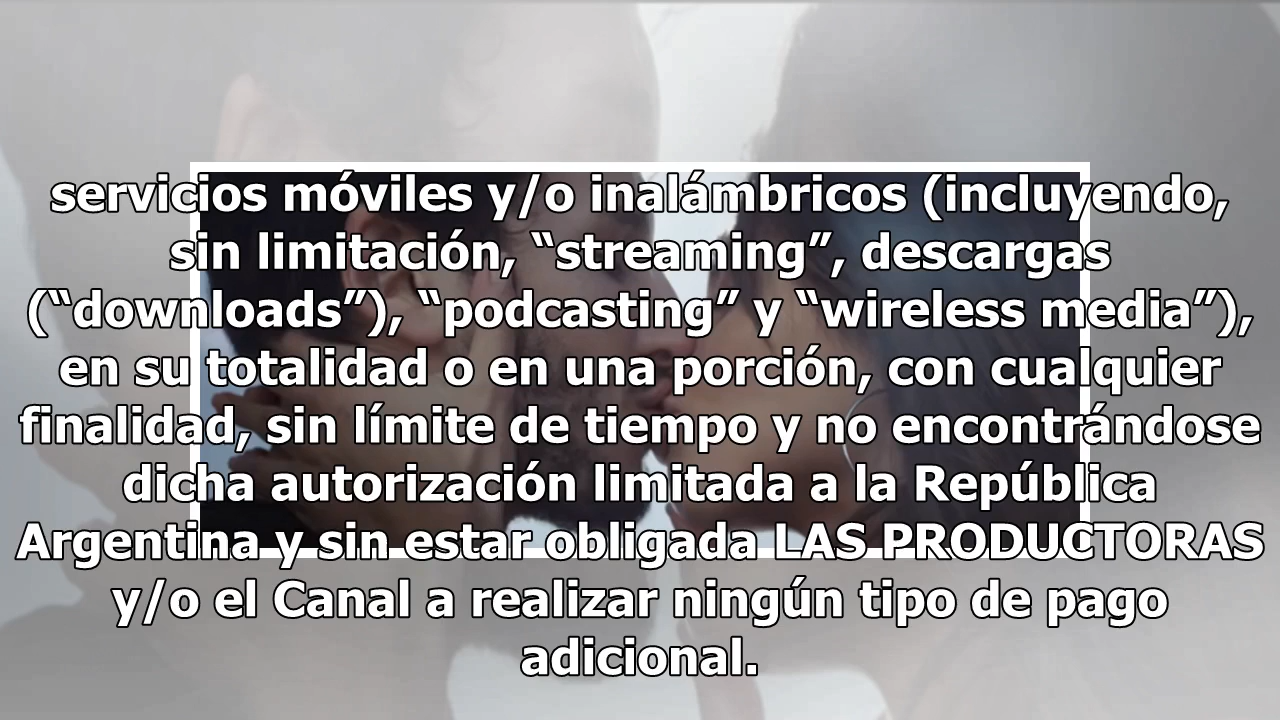 servicios móviles y/o inalámbricos (incluyendo,
sin limitación, “streaming”, descargas
(“downloads”), “podcasting” y “wireless media”),
en su totalidad o en una porción, con cualquier
finalidad, sin límite de tiempo y no encontrándose
dicha autorización limitada a la República
Argentina y sin estar obligada LAS PRODUCTORAS
y/o el Canal a realizar ningún tipo de pago
adicional.